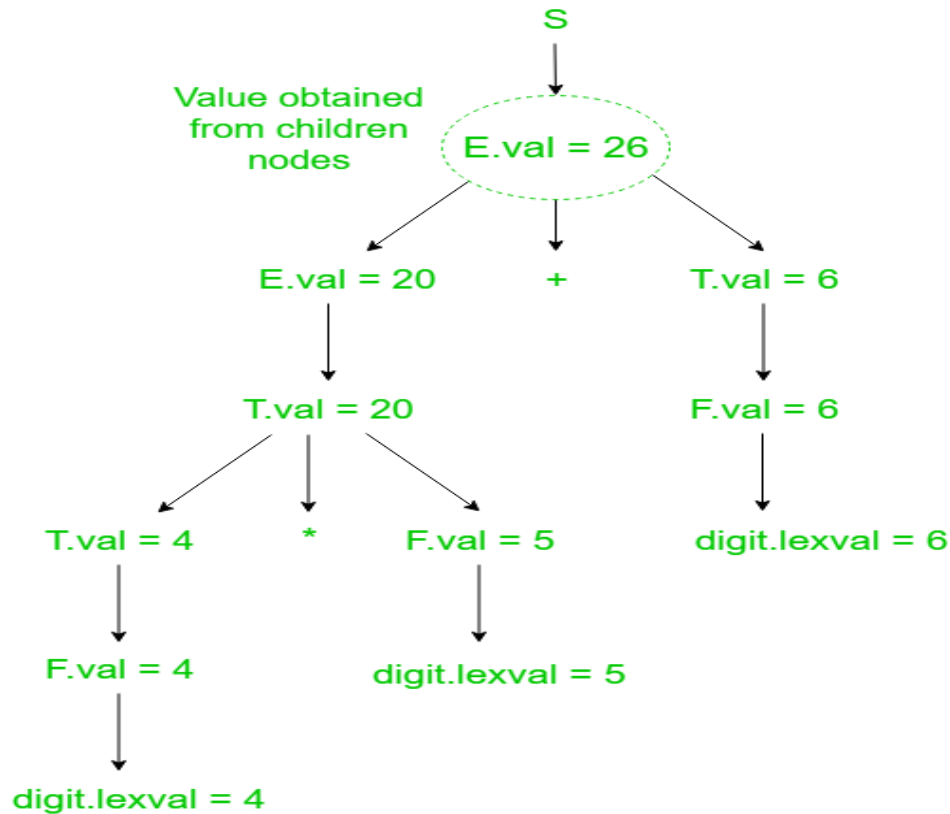 S
Value obtained
from children
nodes
E.val = 26
E.val = 20
+
T.val = 6
T.val = 20
F.val = 6
T.val = 4
*
F.val = 5
digit.lexval = 6
F.val = 4
digit.lexval = 5
digit.lexval = 4